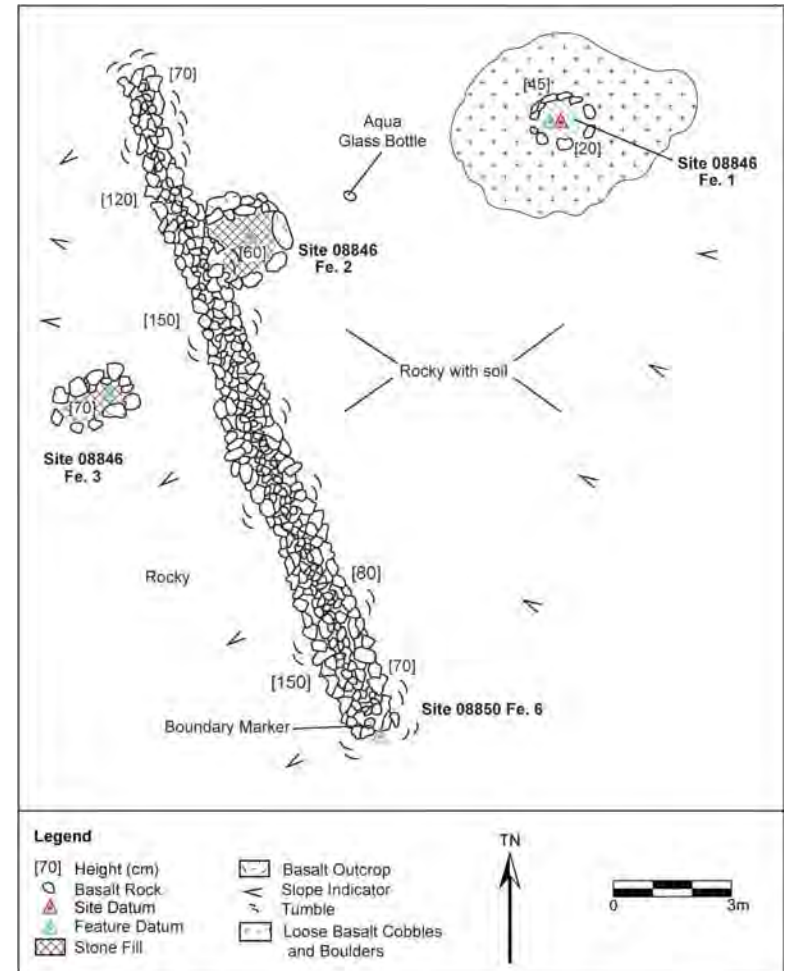 [70]
[45]
Aqua
Glass Bottle
[20]
Site 08846
Fe. 1
[120]
[60]
Site 08846
Fe. 2
[150]
Rocky with soil
[70]
Site 08846
Fe. 3
Rocky
[80]
[70]
[150]
Site 08850 Fe. 6
Boundary Marker
Legend
[70] Height (cm)
Basalt Rock
Site Datum
Feature Datum
Stone Fill
Basalt Outcrop
Slope Indicator
Tumble
Loose Basalt Cobbles
and Boulders
TN
0 3m